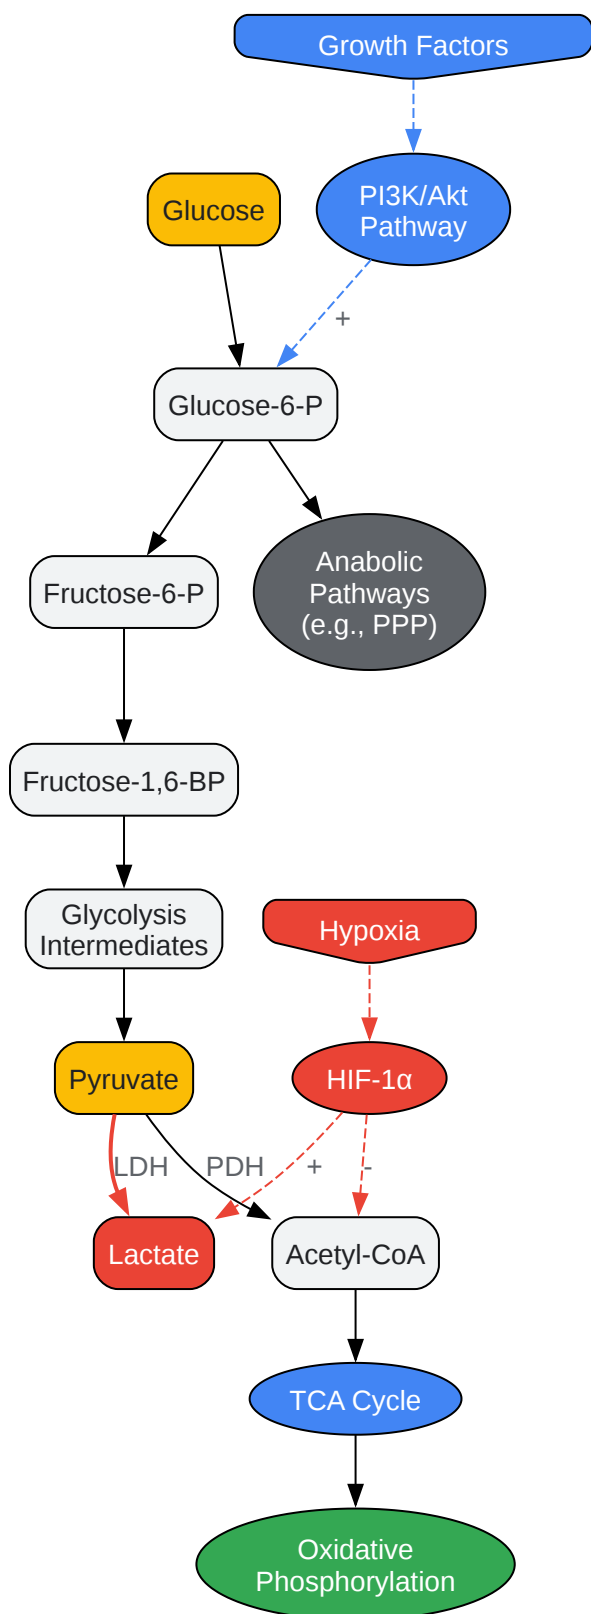 Growth Factors
PI3K/Akt
Pathway
Glucose
+
Glucose-6-P
Anabolic
Pathways
(e.g., PPP)
Fructose-6-P
Fructose-1,6-BP
Glycolysis
Intermediates
Hypoxia
Pyruvate
HIF-1α
LDH
PDH
+
-
Lactate
Acetyl-CoA
TCA Cycle
Oxidative
Phosphorylation